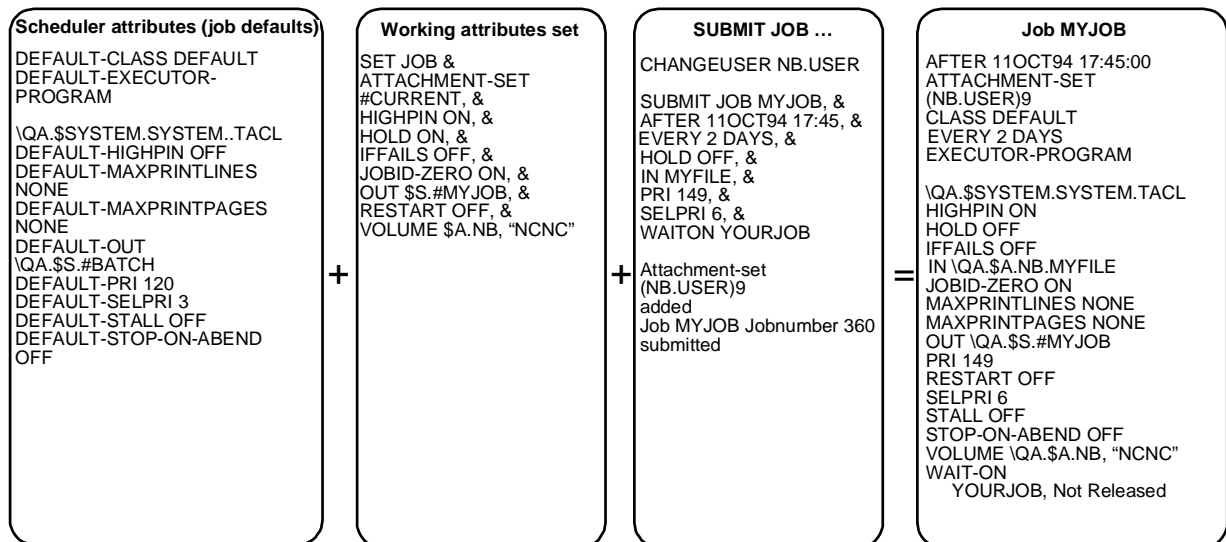 Scheduler attributes (job defaults)
DEFAULT-CLASS DEFAULT
DEFAULT-EXECUTOR-
PROGRAM
\QA.$SYSTEM.SYSTEM..TACL
DEFAULT-HIGHPIN OFF
DEFAULT-MAXPRINTLINES
NONE
DEFAULT-MAXPRINTPAGES
NONE
DEFAULT-OUT
\QA.$S.#BATCH
DEFAULT-PRI 120
DEFAULT-SELPRI 3
DEFAULT-STALL OFF
DEFAULT-STOP-ON-ABEND
OFF
+
Working attributes set
SET JOB &
ATTACHMENT-SET
#CURRENT, &
HIGHPIN ON, &
HOLD ON, &
IFFAILS OFF, &
JOBID-ZERO ON, &
OUT $S.#MYJOB, &
RESTART OFF, &
VOLUME $A.NB, “NCNC”
+
SUBMIT JOB …
CHANGEUSER NB.USER
SUBMIT JOB MYJOB, &
AFTER 11OCT94 17:45, &
EVERY 2 DAYS, &
HOLD OFF, &
IN MYFILE, &
PRI 149, &
SELPRI 6, &
WAITON YOURJOB
Attachment-set
(NB.USER)9
added
Job MYJOB Jobnumber 360
submitted
=
Job MYJOB
AFTER 11OCT94 17:45:00
ATTACHMENT-SET
(NB.USER)9
CLASS DEFAULT
EVERY 2 DAYS
EXECUTOR-PROGRAM
\QA.$SYSTEM.SYSTEM.TACL
HIGHPIN ON
HOLD OFF
IFFAILS OFF
IN \QA.$A.NB.MYFILE
JOBID-ZERO ON
MAXPRINTLINES NONE
MAXPRINTPAGES NONE
OUT \QA.$S.#MYJOB
PRI 149
RESTART OFF
SELPRI 6
STALL OFF
STOP-ON-ABEND OFF
VOLUME \QA.$A.NB, “NCNC”
WAIT-ON
YOURJOB, Not Released